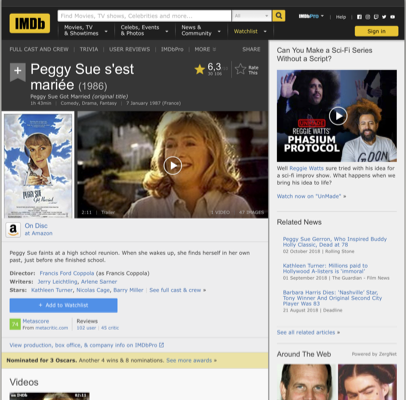 IMDb
Find Movies, TV shows, Celebrities and more...
All
IMDbPro
Help
Movies, TV
& Showtimes
Celebs, Events
& Photos
News &
Community
Watchlist
Sign in
FULL CAST AND CREW | TRIVIA | USER REVIEWS | IMDbPro | MORE
SHARE
Peggy Sue s'est
mariée (1986)
6,3
Rate
This
Peggy Sue Got Married (original title)
1h 43min | Comedy, Drama, Fantasy | 7 January 1987 (France)
PEGGY SUE
GOT MARRIED
2:11 | Trailer
1 VIDEO
47 IMAGES
On Disc
at Amazon
Peggy Sue faints at a high school reunion. When she wakes up, she finds herself in her own
past, just before she finished school.
Director: Francis Ford Coppola (as Francis Coppola)
Writers: Jerry Leichtling, Arlene Sarner
Stars: Kathleen Turner, Nicolas Cage, Barry Miller | See full cast & crew »
+ Add to Watchlist
Metascore
From metacritic.com
Reviews
102 user | 45 critic
View production, box office, & company info on IMDbPro
Nominated for 3 Oscars. Another 4 wins & 8 nominations. See more awards »
Videos
Can You Make a Sci-Fi Series
Without a Script?
REGGIE WATTS'
PHASIUM
PROTOCOL
Well Reggie Watts sure tried with his idea for
a sci-fi improv show. What happens when we
bring his idea to life?
Watch now on "UnMade" »
Related News
Peggy Sue Gerron, Who Inspired Buddy
Holly Classic, Dead at 78
02 October 2018 | Rolling Stone
Kathleen Turner: Millions paid to
Hollywood A-listers is 'immoral'
01 September 2018 | The Guardian - Film News
Barbara Harris Dies: 'Nashville' Star,
Tony Winner And Original Second City
Player Was 83
21 August 2018 | Deadline
See all related articles »
Around The Web
Powered by ZergNet